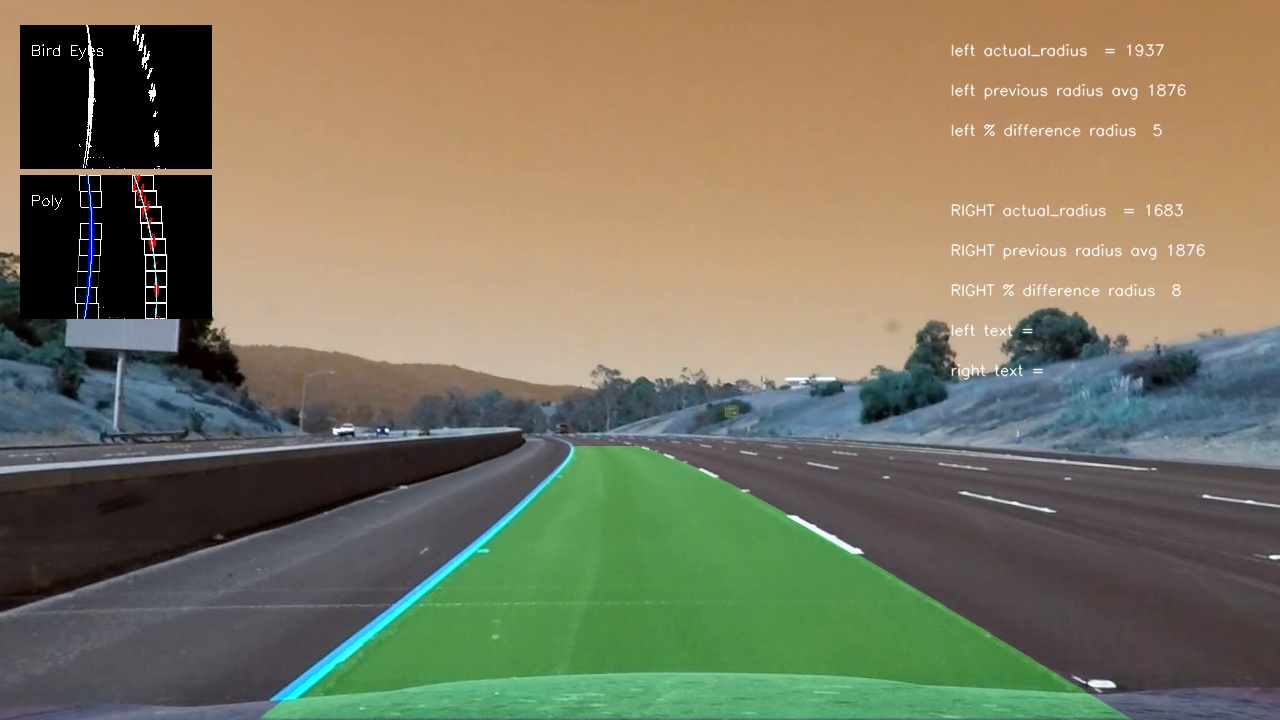 Bird Eyes
Poly
left actual_radius = 1937
left previous radius avg 1876
left % difference radius 5
RIGHT actual_radius = 1683
RIGHT previous radius avg 1876
RIGHT % difference radius 8
left text =
right text =